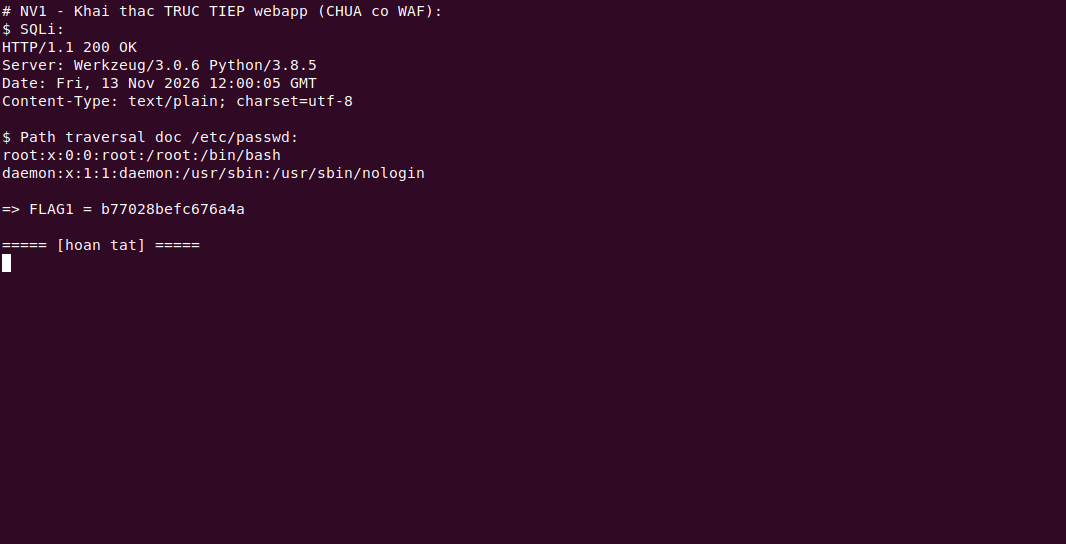 # NV1 - Khai thac TRUC TIEP webapp (CHUA co WAF):
$ SQLi:
HTTP/1.1 200 OK
Server: Werkzeug/3.0.6 Python/3.8.5
Date: Fri, 13 Nov 2026 12:00:05 GMT
Content-Type: text/plain; charset=utf-8
$ Path traversal doc /etc/passwd:
root:x:0:0:root:/root:/bin/bash
daemon:x:1:1:daemon:/usr/sbin:/usr/sbin/nologin
=> FLAG1 = b77028befc676a4a
===== [hoan tat] =====